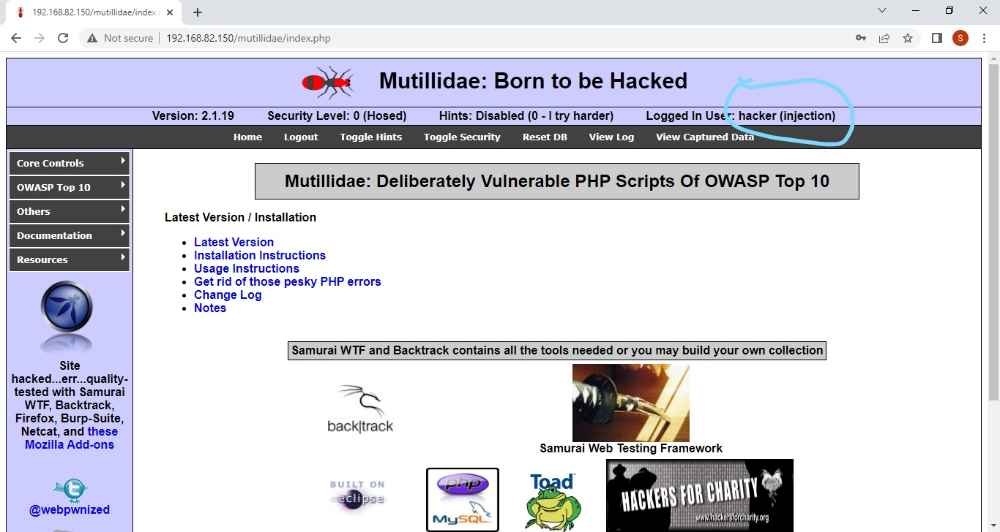 192.168.82.150/mutillidae/index.
Not secure
192.168.82.150/mutillidae/index.php
S
Mutillidae: Born to be Hacked
Version: 2.1.19 Security Level: 0 (Hosed) Hints: Disabled (0 - I try harder) Logged In User: hacker (injection)
Home Logout Toggle Hints Toggle Security Reset DB View Log View Captured Data
Core Controls
OWASP Top 10
Others
Documentation
Resources
Site
hacked...err...quality-
tested with Samurai
WTF, Backtrack,
Firefox, Burp-Suite,
Netcat, and these
Mozilla Add-ons
@webpwnized
Mutillidae: Deliberately Vulnerable PHP Scripts Of OWASP Top 10
Latest Version / Installation
Latest Version
Installation Instructions
Usage Instructions
Get rid of those pesky PHP errors
Change Log
Notes
Samurai WTF and Backtrack contains all the tools needed or you may build your own collection
back|track
Samurai Web Testing Framework
BUILT ON
eclipse
php
MySQL
Toad
HACKERS FOR CHARITY
www.hackersforcharity.org